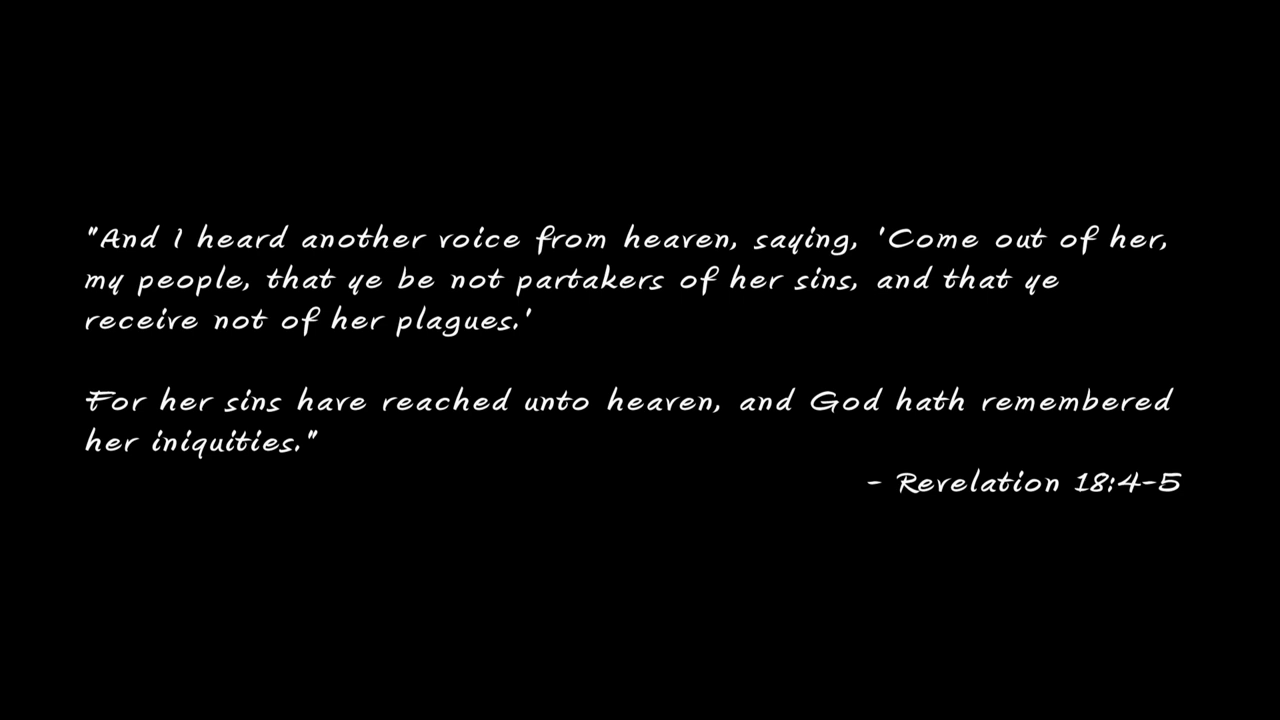 "And I heard another voice from heaven, saying, 'Come out of her,
my people, that ye be not partakers of her sins, and that ye
receive not of her plagues.'
For her sins have reached unto heaven, and God hath remembered
her iniquities."
- Revelation 18:4-5